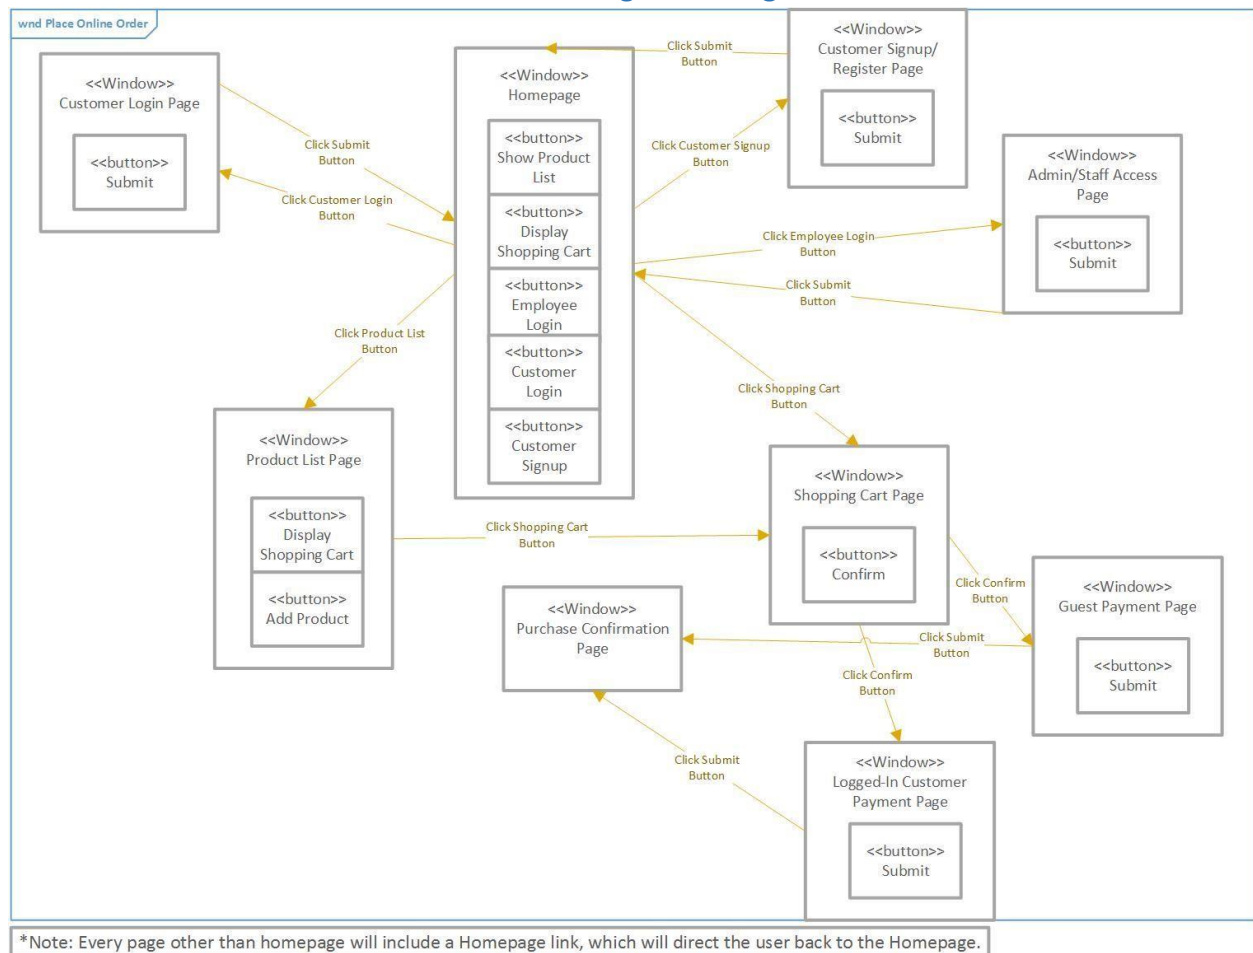 wnd Place Online Order
<<Window>>
Customer Login Page
<<button>>
Submit
Click Submit
Button
Click Customer Login
Button
<<Window>>
Homepage
<<button>>
Show Product
List
<<button>>
Display
Shopping Cart
<<button>>
Employee
Login
<<button>>
Customer
Login
<<button>>
Customer
Signup
Click Submit
Button
<<Window>>
Customer Signup/
Register Page
<<button>>
Submit
Click Customer Signup
Button
<<Window>>
Admin/Staff Access
Page
<<button>>
Submit
Click Employee Login
Button
Click Submit
Button
Click Product List
Button
Click Shopping Cart
Button
<<Window>>
Product List Page
<<button>>
Display
Shopping Cart
<<button>>
Add Product
Click Shopping Cart
Button
<<Window>>
Shopping Cart Page
<<button>>
Confirm
Click Confirm
Button
<<Window>>
Guest Payment Page
<<button>>
Submit
<<Window>>
Purchase Confirmation
Page
Click Submit
Button
Click Confirm
Button
Click Submit
Button
<<Window>>
Logged-In Customer
Payment Page
<<button>>
Submit
*Note: Every page other than homepage will include a Homepage link, which will direct the user back to the Homepage.